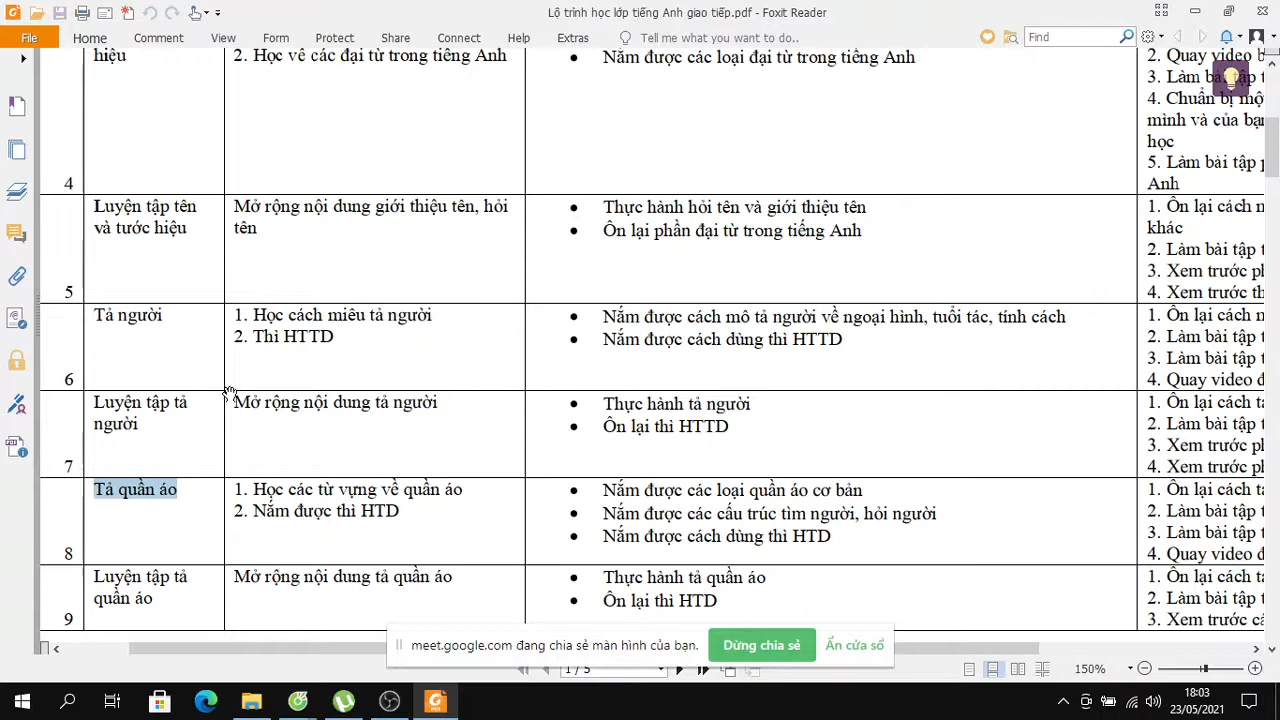 Lộ trình học lớp tiếng Anh giao tiếp.pdf - Foxit Reader
File Home Comment View Form Protect Share Connect Help Extras Tell me what you want to do.. Find
hiệu
2. Học về các đại từ trong tiếng Anh
Nắm được các loại đại từ trong tiếng Anh
2. Quay video b
3. Làm bài tập t
4. Chuẩn bị mộ
mình và của bạ
học
5. Làm bài tập p
Anh
4
Luyện tập tên
và tước hiệu
Mở rộng nội dung giới thiệu tên, hỏi
tên
Thực hành hỏi tên và giới thiệu tên
Ôn lại phần đại từ trong tiếng Anh
1. Ôn lại cách n
khác
2. Làm bài tập t
3. Xem trước ph
4. Xem trước th
5
Tả người
1. Học cách miêu tả người
2. Thì HTTD
Nắm được cách mô tả người về ngoại hình, tuổi tác, tính cách
Nắm được cách dùng thì HTTD
1. Ôn lại cách m
2. Làm bài tập t
3. Làm bài tập t
4. Quay video đ
6
Luyện tập tả
người
Mở rộng nội dung tả người
Thực hành tả người
Ôn lại thì HTTD
1. Ôn lại cách tả
2. Làm bài tập t
3. Xem trước ph
4. Xem trước ph
7
Tả quần áo
1. Học các từ vựng về quần áo
2. Nắm được thì HTD
Nắm được các loại quần áo cơ bản
Nắm được các cấu trúc tìm người, hỏi người
Nắm được cách dùng thì HTD
1. Ôn lại cách tả
2. Làm bài tập t
3. Làm bài tập t
4. Quay video đ
8
Luyện tập tả
quần áo
Mở rộng nội dung tả quần áo
Thực hành tả quần áo
Ôn lại thì HTD
1. Ôn lại cách tả
2. Làm bài tập t
3. Xem trước cá
9
meet.google.com đang chia sẻ màn hình của bạn. Dừng chia sẻ Ẩn cửa sổ
1 / 5
150%
18:03
23/05/2021